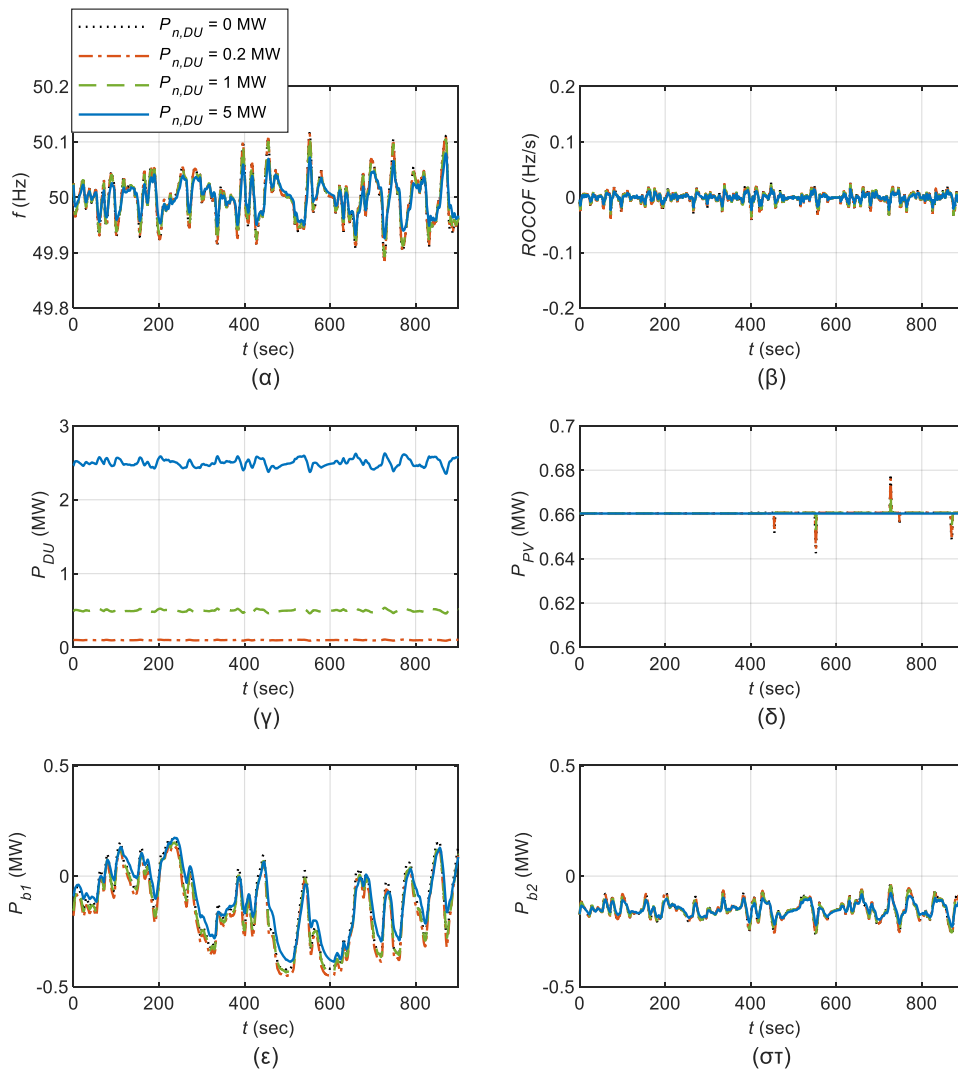 P_n,DU = 0 MW
P_n,DU = 0.2 MW
P_n,DU = 1 MW
P_n,DU = 5 MW
50.2
50.1
50
49.9
49.8
f (Hz)
0 200 400 600 800
t (sec)
(α)
0.2
0.1
0
-0.1
-0.2
ROCOF (Hz/s)
0 200 400 600 800
t (sec)
(β)
3
2
1
0
P_DU (MW)
0 200 400 600 800
t (sec)
(γ)
0.7
0.68
0.66
0.64
0.62
0.6
P_PV (MW)
0 200 400 600 800
t (sec)
(δ)
0.5
0
-0.5
P_b1 (MW)
0 200 400 600 800
t (sec)
(ε)
0.5
0
-0.5
P_b2 (MW)
0 200 400 600 800
t (sec)
(στ)